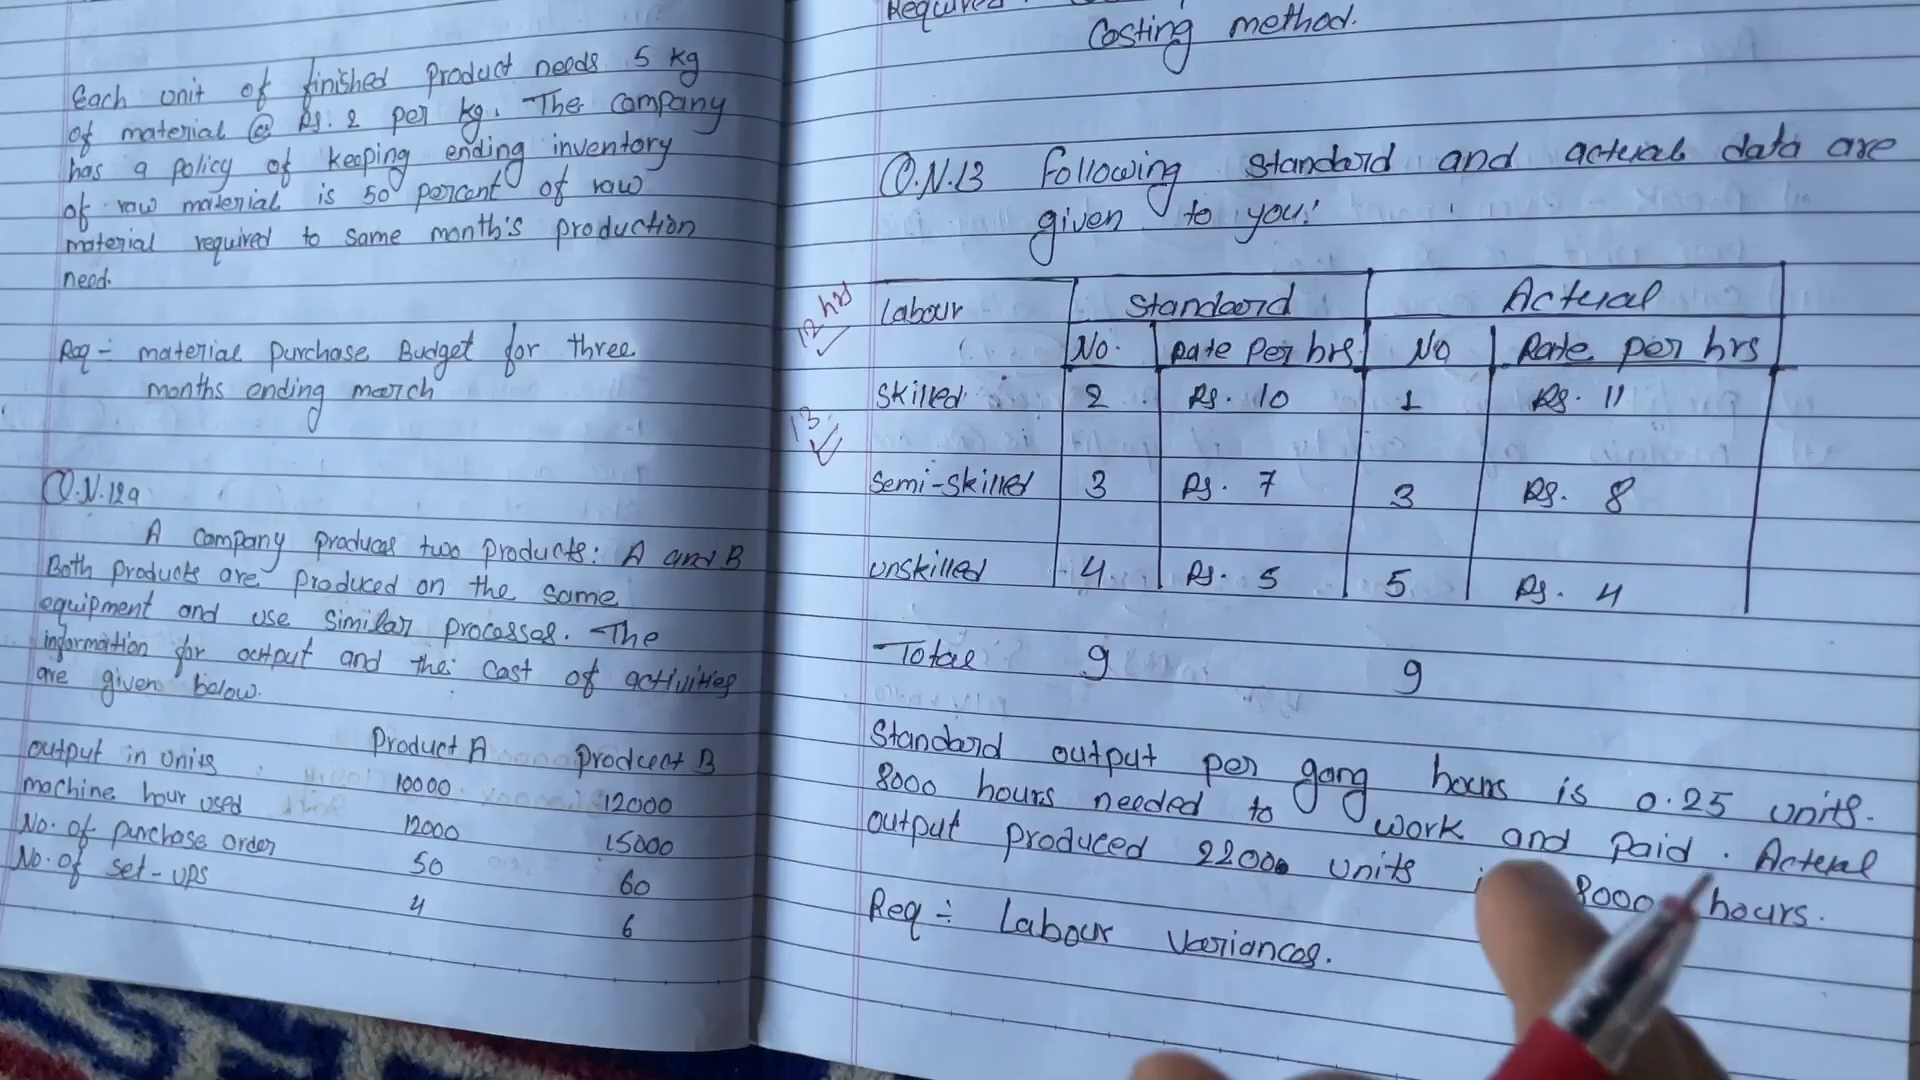 Each unit of finished product needs 5 kg
of material @ Rs. 2 per kg. The company
has a policy of keeping ending inventory
of raw material is 50 percent of raw
material required to same month's production
need.
Req ÷ material purchase Budget for three
months ending march
Q.N.12a
A company produces two products: A and B
Both products are produced on the same
equipment and use similar processes. The
information for output and the cost of activities
are given below.
Product A Product B
output in units 10000 12000
machine hour used 12000 15000
No. of purchase order 50 60
No. of set-ups 4 6
Required
Costing method.
Q.N.13 Following standard and actual data are
given to you:
12 hrs
13
Labour Standard Actual
No. Rate per hrs No Rate per hrs
Skilled 2 Rs. 10 1 Rs. 11
Semi-skilled 3 Rs. 7 3 Rs. 8
unskilled 4 Rs. 5 5 Rs. 4
Total 9 9
Standard output per gang hours is 0.25 units.
8000 hours needed to work and paid. Actual
output produced 22000 units 8000 hours.
Req ÷ Labour variances.